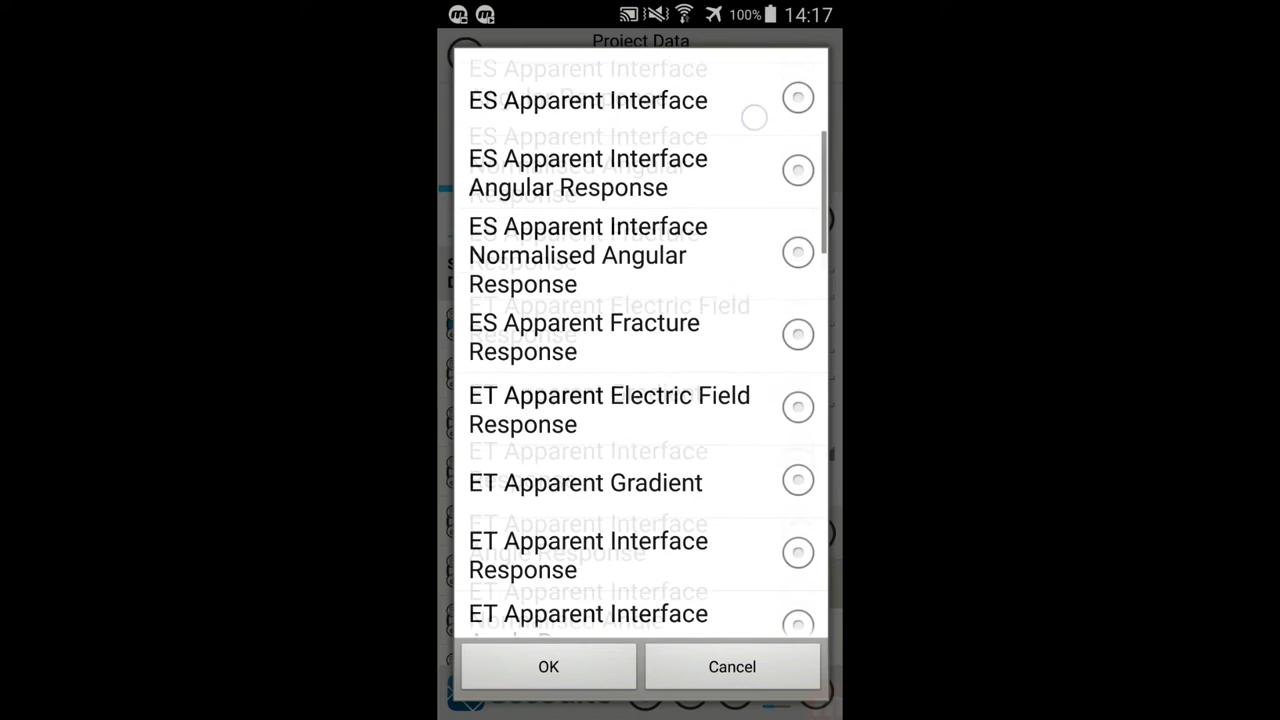 100% 14:17
Project Data
ES Apparent Interface
ES Apparent Interface
Angular Response
ES Apparent Interface
Normalised Angular
Response
ES Apparent Fracture
Response
ET Apparent Electric Field
Response
ET Apparent Gradient
ET Apparent Interface
Response
ET Apparent Interface
OK Cancel